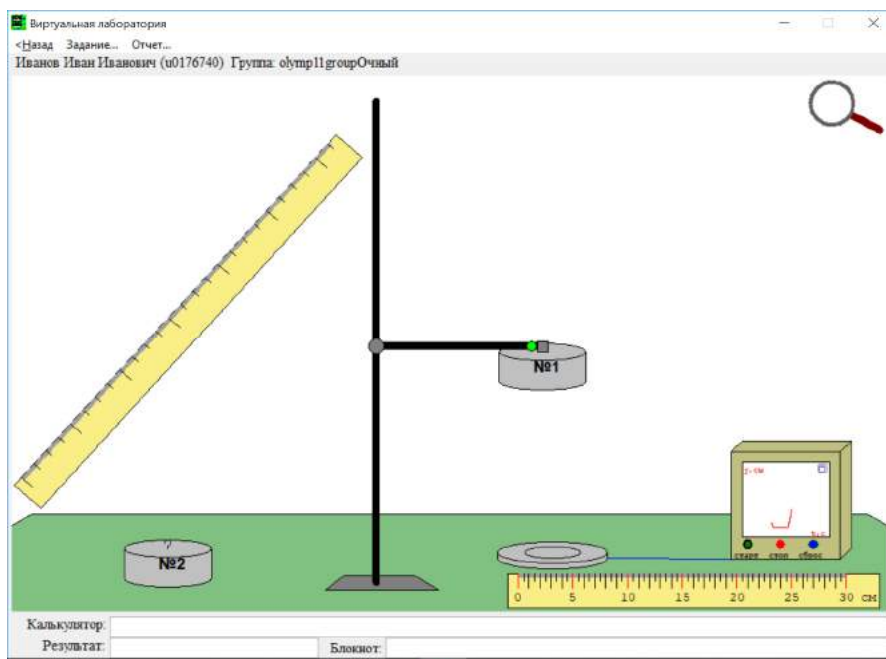 Виртуальная лаборатория
<Назад Задание... Отчет...
Иванов Иван Иванович (u0176740) Группа: olymp11groupОчный
№1
y,см
t,с
старт стоп сброс
№2
0 5 10 15 20 25 30 см
Калькулятор:
Результат: Блокнот: